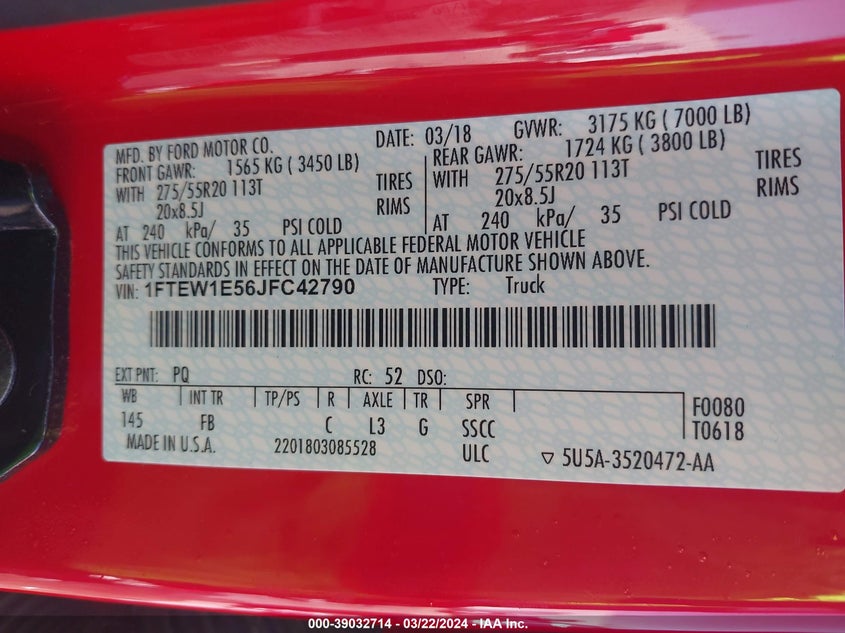 MFD. BY FORD MOTOR CO. DATE: 03/18 GVWR: 3175 KG ( 7000 LB)
FRONT GAWR: 1565 KG ( 3450 LB) REAR GAWR: 1724 KG ( 3800 LB)
WITH 275/55R20 113T TIRES WITH 275/55R20 113T TIRES
20x8.5J RIMS 20x8.5J RIMS
AT 240 kPa/ 35 PSI COLD AT 240 kPa/ 35 PSI COLD
THIS VEHICLE CONFORMS TO ALL APPLICABLE FEDERAL MOTOR VEHICLE
SAFETY STANDARDS IN EFFECT ON THE DATE OF MANUFACTURE SHOWN ABOVE.
VIN: 1FTEW1E56JFC42790 TYPE: Truck
EXT PNT: PQ RC: 52 DSO:
WB INT TR TP/PS R AXLE TR SPR F0080
145 FB C L3 G SSCC T0618
MADE IN U.S.A. 2201803085528 ULC ▽ 5U5A-3520472-AA
000-39032714 - 03/22/2024 - IAA Inc.